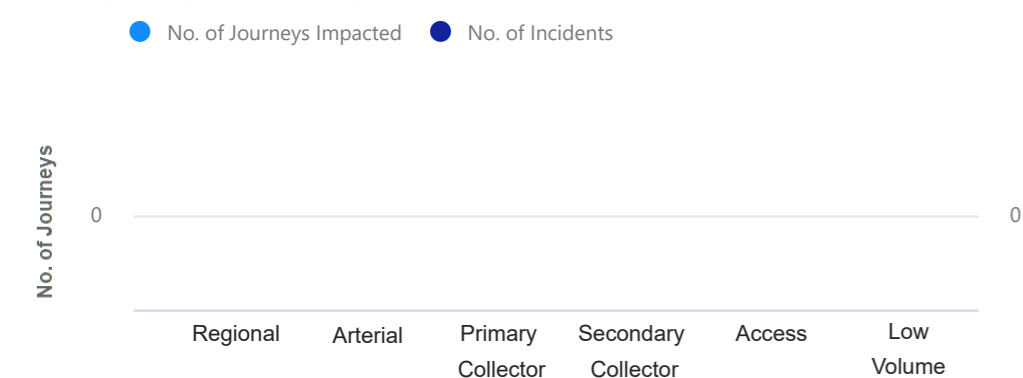 No. of Journeys Impacted No. of Incidents
No. of Journeys
0 0
Regional Arterial Primary Collector Secondary Collector Access Low Volume